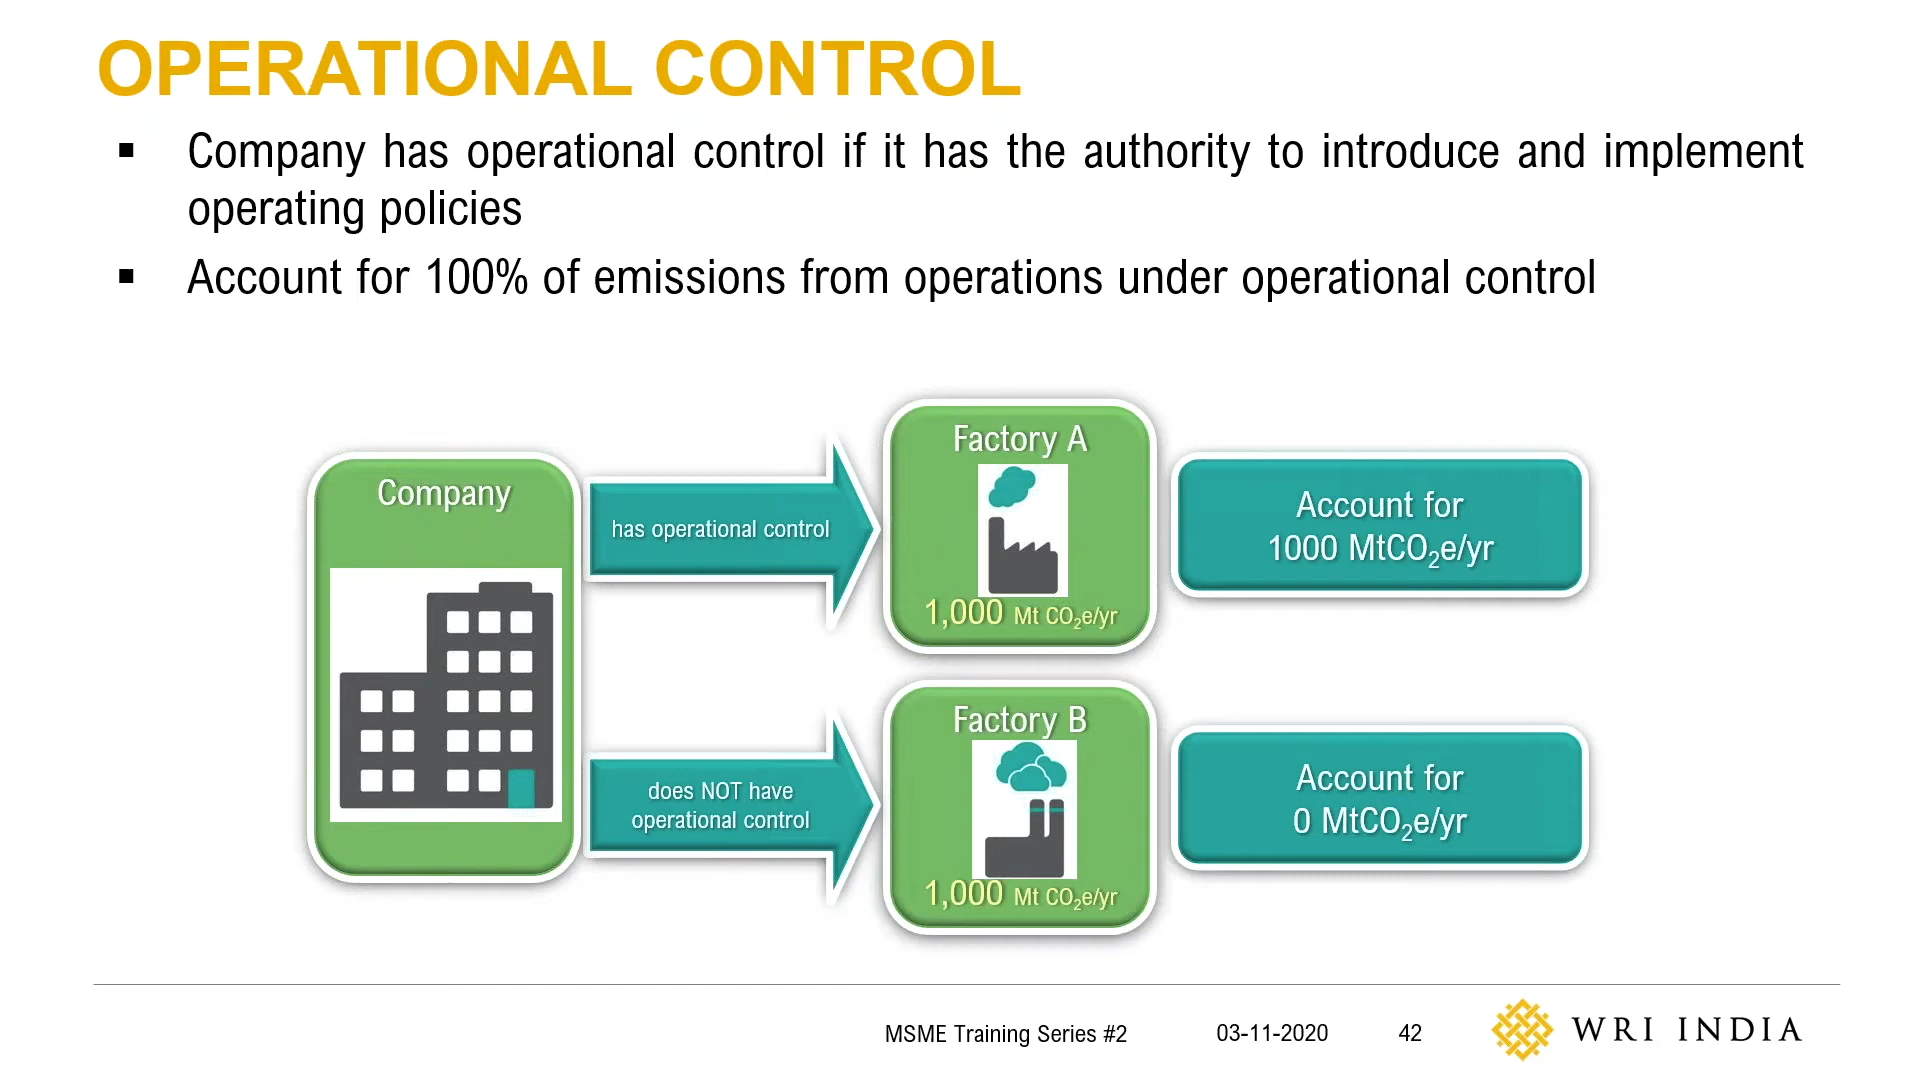 OPERATIONAL CONTROL
▪ Company has operational control if it has the authority to introduce and implement
operating policies
▪ Account for 100% of emissions from operations under operational control
Company
has operational control
Factory A
1,000 Mt CO₂e/yr
Account for
1000 MtCO₂e/yr
does NOT have
operational control
Factory B
1,000 Mt CO₂e/yr
Account for
0 MtCO₂e/yr
MSME Training Series #2
03-11-2020
42
WRI INDIA